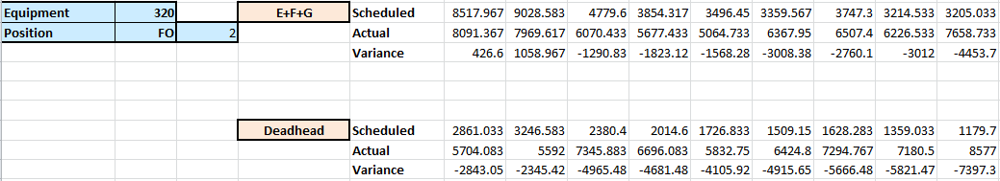 Equipment 320 E+F+G Scheduled 8517.967 9028.583 4779.6 3854.317 3496.45 3359.567 3747.3 3214.533 3205.033
Position FO 2 Actual 8091.367 7969.617 6070.433 5677.433 5064.733 6367.95 6507.4 6226.533 7658.733
Variance 426.6 1058.967 -1290.83 -1823.12 -1568.28 -3008.38 -2760.1 -3012 -4453.7
Deadhead Scheduled 2861.033 3246.583 2380.4 2014.6 1726.833 1509.15 1628.283 1359.033 1179.7
Actual 5704.083 5592 7345.883 6696.083 5832.75 6424.8 7294.767 7180.5 8577
Variance -2843.05 -2345.42 -4965.48 -4681.48 -4105.92 -4915.65 -5666.48 -5821.47 -7397.3